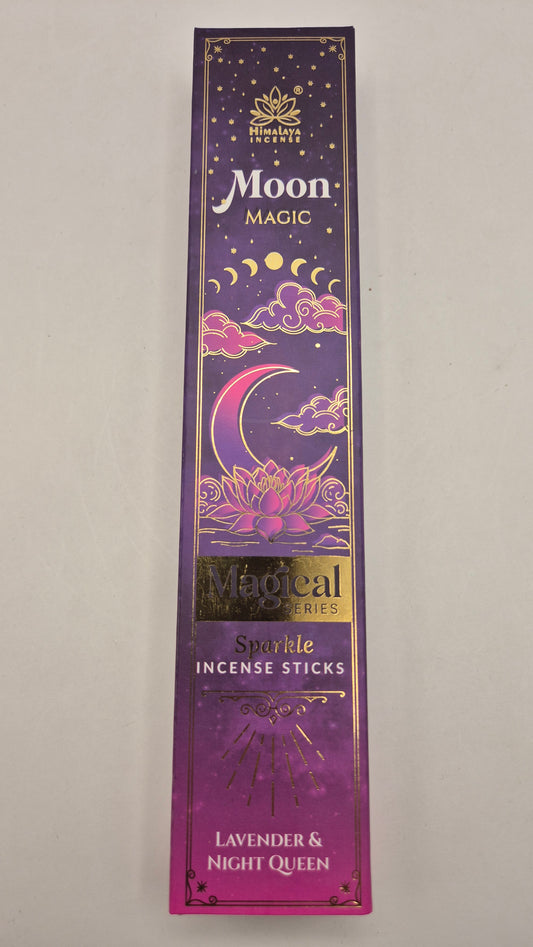 ®
Himalaya
INCENSE
Moon
MAGIC
Magical
SERIES
Sparkle
INCENSE STICKS
LAVENDER &
NIGHT QUEEN